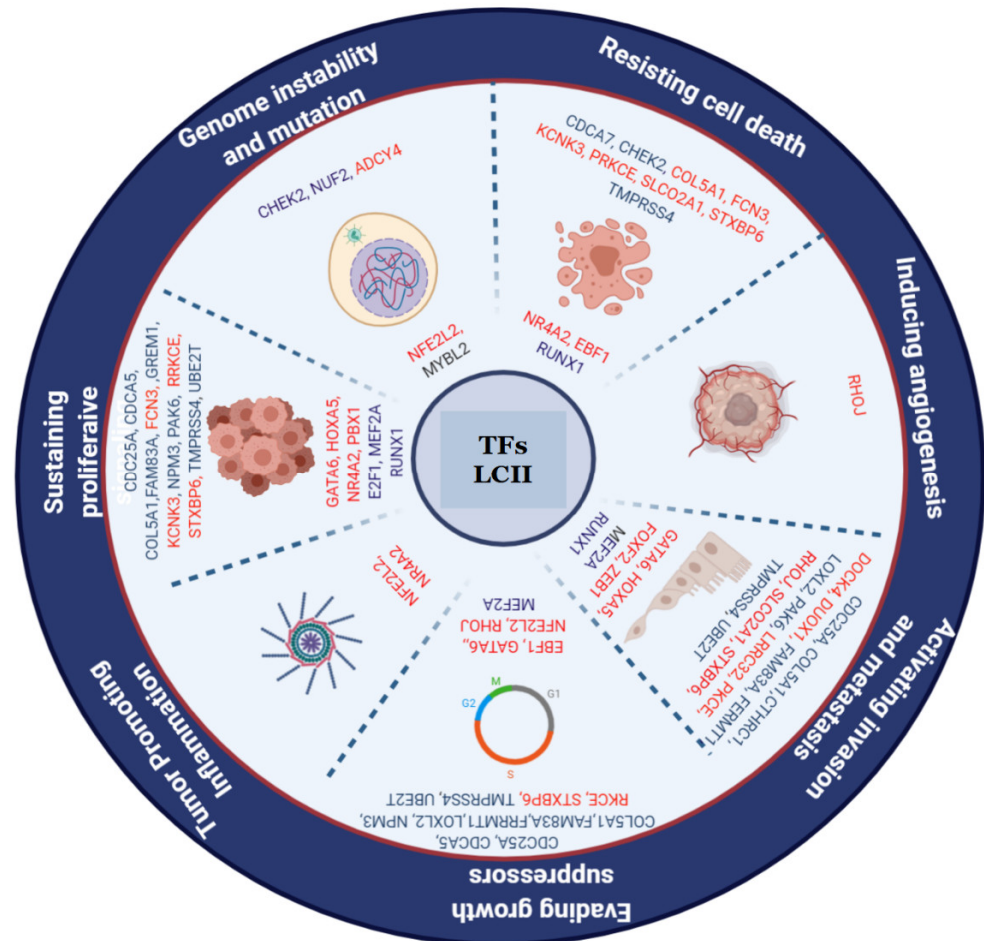 Genome instability
and mutation
CHEK2, NUF2, ADCY4
NFE2L2,
MYBL2
Resisting cell death
CDCA7, CHEK2, COL5A1, FCN3,
KCNK3, PRKCE, SLCO2A1, STXBP6
TMPRSS4
NR4A2, EBF1
RUNX1
Inducing angiogenesis
RHOJ
Activating invasion
and metastasis
CDC25A, COL5A1,CTHRC1,
DOCK4, DUOX1, FAM83A, FERMT1,
LOXL2, PAK6, LRRC32, PKCE,
RHOJ, SLCO2A1, STXBP6,
TMPRSS4, UBE2T
GATA6, HOXA5,
FOXF2, ZEB1
MEF2A
RUNX1
Evading growth
suppressors
CDC25A, CDCA5,
COL5A1,FAM83A,FRRMT1,LOXL2, NPM3,
RKCE, STXBP6, TMPRSS4, UBE2T
EBF1, GATA6,,
NFE2L2, RHOJ
MEF2A
G1
S
G2
M
Tumor Promoting
Inflammation
NFE2L2,
NR4A2
Sustaining
proliferaive
CDC25A, CDCA5,
COL5A1,FAM83A, FCN3, ,GREM1,
KCNK3, NPM3, PAK6, RRKCE,
STXBP6, TMPRSS4, UBE2T
GATA6, HOXA5,
NR4A2, PBX1
E2F1, MEF2A
RUNX1
TFs
LCII